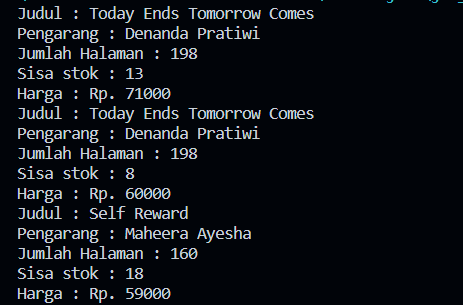 Judul : Today Ends Tomorrow Comes
Pengarang : Denanda Pratiwi
Jumlah Halaman : 198
Sisa stok : 13
Harga : Rp. 71000
Judul : Today Ends Tomorrow Comes
Pengarang : Denanda Pratiwi
Jumlah Halaman : 198
Sisa stok : 8
Harga : Rp. 60000
Judul : Self Reward
Pengarang : Maheera Ayesha
Jumlah Halaman : 160
Sisa stok : 18
Harga : Rp. 59000